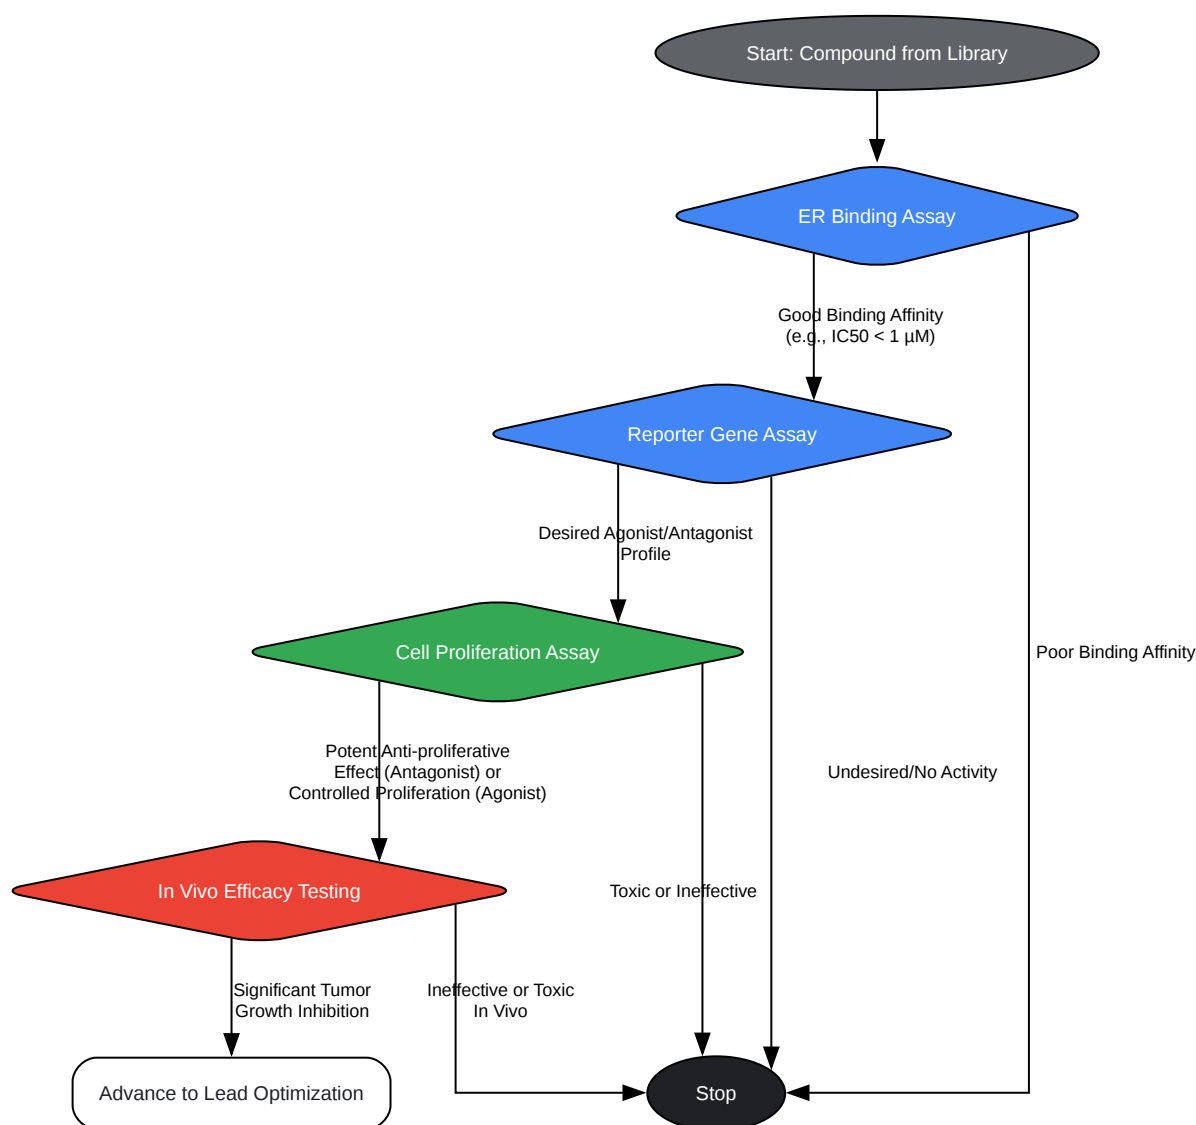 Start: Compound from Library
ER Binding Assay
Good Binding Affinity
(e.g., IC50 < 1 µM)
Reporter Gene Assay
Desired Agonist/Antagonist
Profile
Cell Proliferation Assay
Poor Binding Affinity
Potent Anti-proliferative
Effect (Antagonist) or
Controlled Proliferation (Agonist)
Undesired/No Activity
In Vivo Efficacy Testing
Toxic or Ineffective
Significant Tumor
Growth Inhibition
Ineffective or Toxic
In Vivo
Advance to Lead Optimization
Stop